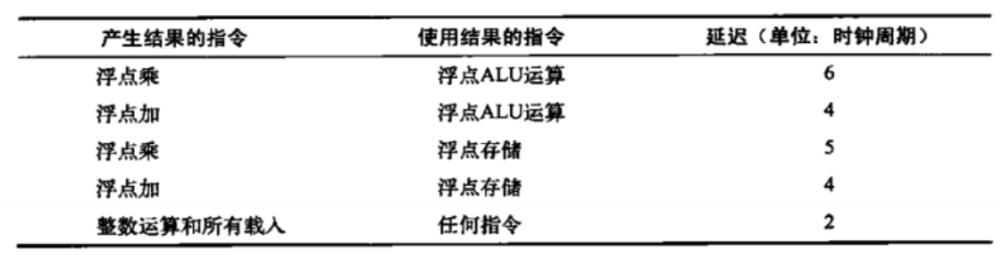 产生结果的指令 使用结果的指令 延迟（单位：时钟周期）
浮点乘 浮点ALU运算 6
浮点加 浮点ALU运算 4
浮点乘 浮点存储 5
浮点加 浮点存储 4
整数运算和所有载入 任何指令 2